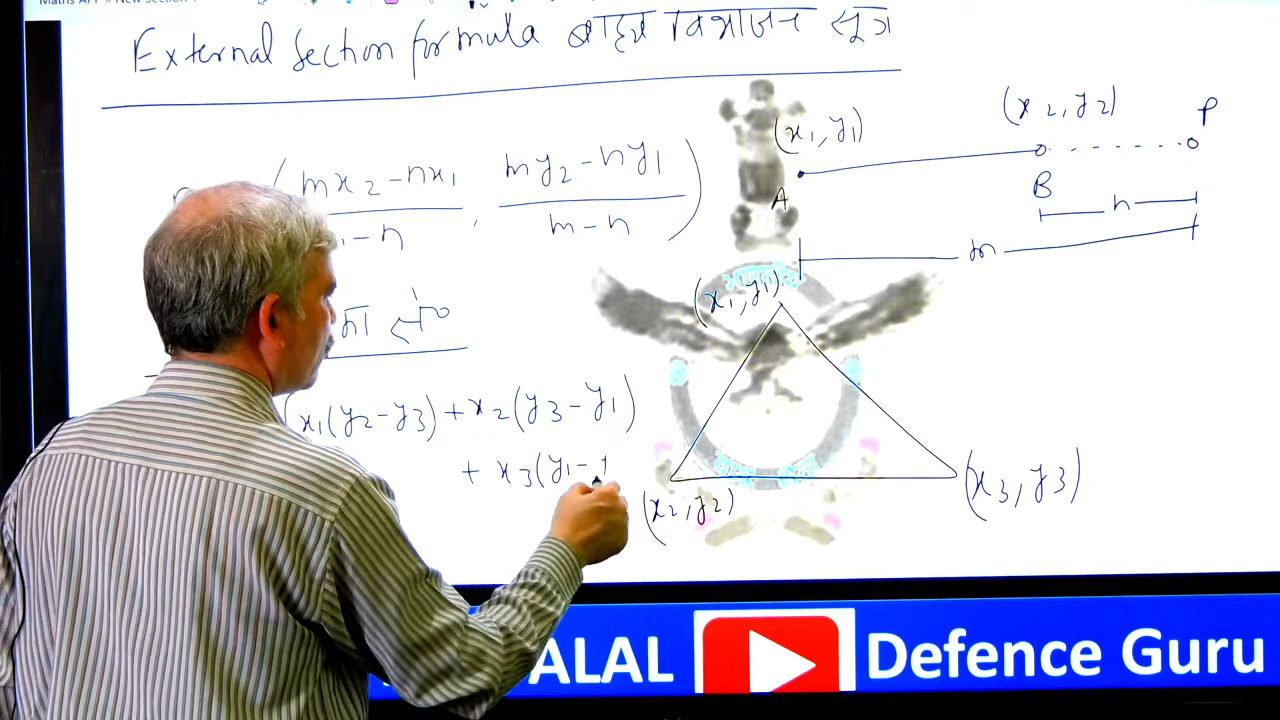 External Section formula बाह्य विभाजन सूत्र
(x₁, y₁)
(x₂, y₂)
P
(mx₂ - nx₁ / - n , my₂ - ny₁ / m - n)
A
B
n
m
(x₁, y₁)
(x₁(y₂ - y₃) + x₂(y₃ - y₁)
+ x₃(y₁ -
(x₂, y₂)
(x₃, y₃)
ALAL
Defence Guru